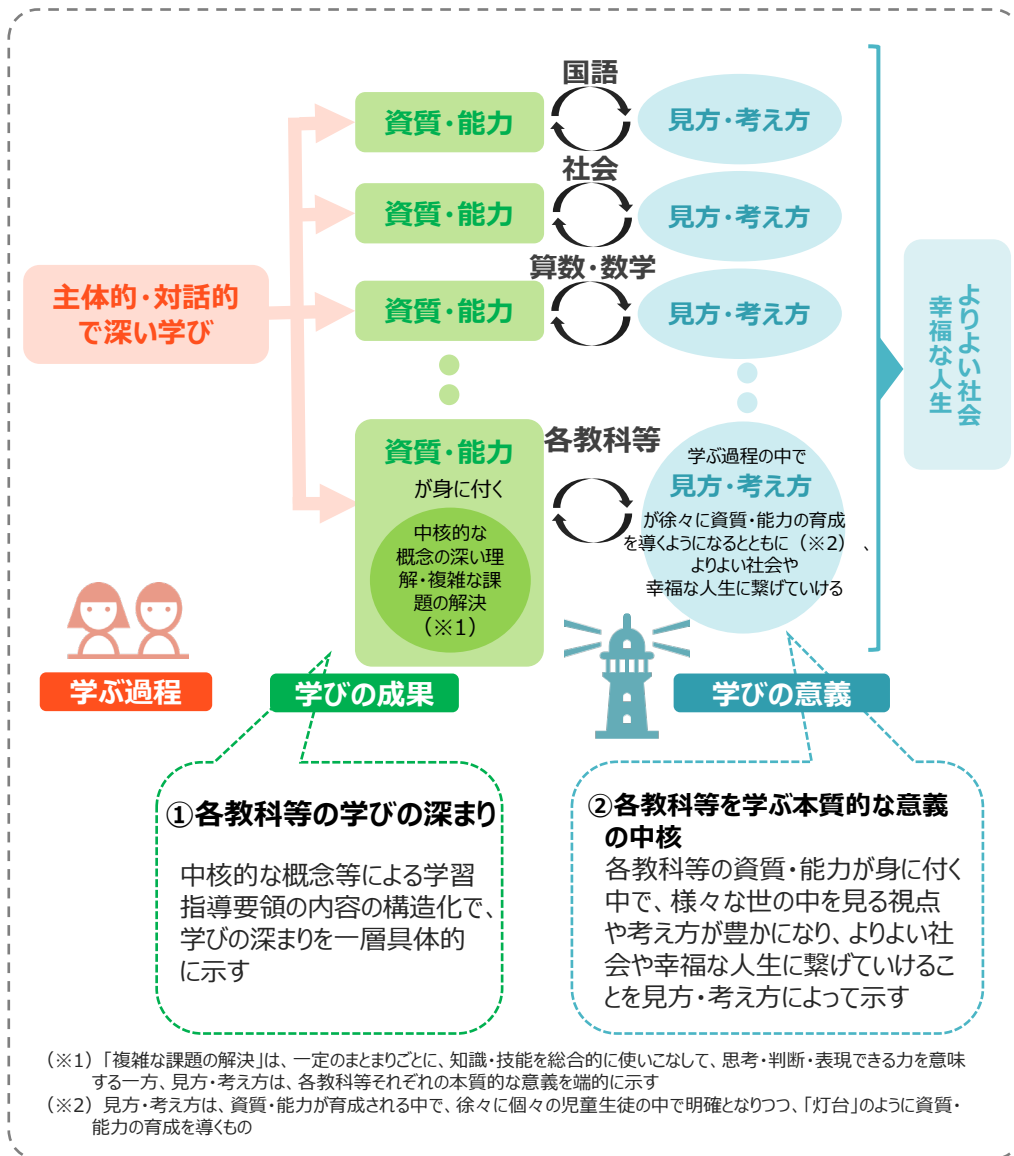 国語
資質・能力
見方・考え方
社会
資質・能力
見方・考え方
算数・数学
資質・能力
見方・考え方
主体的・対話的
で深い学び
よりよい社会
幸福な人生
各教科等
資質・能力
が身に付く
中核的な
概念の深い理
解・複雑な課
題の解決
（※1）
学ぶ過程の中で
見方・考え方
が徐々に資質・能力の育成
を導くようになるとともに（※2）、
よりよい社会や
幸福な人生に繋げていける
学ぶ過程
学びの成果
学びの意義
①各教科等の学びの深まり
中核的な概念等による学習
指導要領の内容の構造化で、
学びの深まりを一層具体的
に示す
②各教科等を学ぶ本質的な意義
の中核
各教科等の資質・能力が身に付く
中で、様々な世の中を見る視点
や考え方が豊かになり、よりよい社
会や幸福な人生に繋げていけるこ
とを見方・考え方によって示す
（※1）「複雑な課題の解決」は、一定のまとまりごとに、知識・技能を総合的に使いこなして、思考・判断・表現できる力を意味
する一方、見方・考え方は、各教科等それぞれの本質的な意義を端的に示す
（※2）見方・考え方は、資質・能力が育成される中で、徐々に個々の児童生徒の中で明確となりつつ、「灯台」のように資質・
能力の育成を導くもの